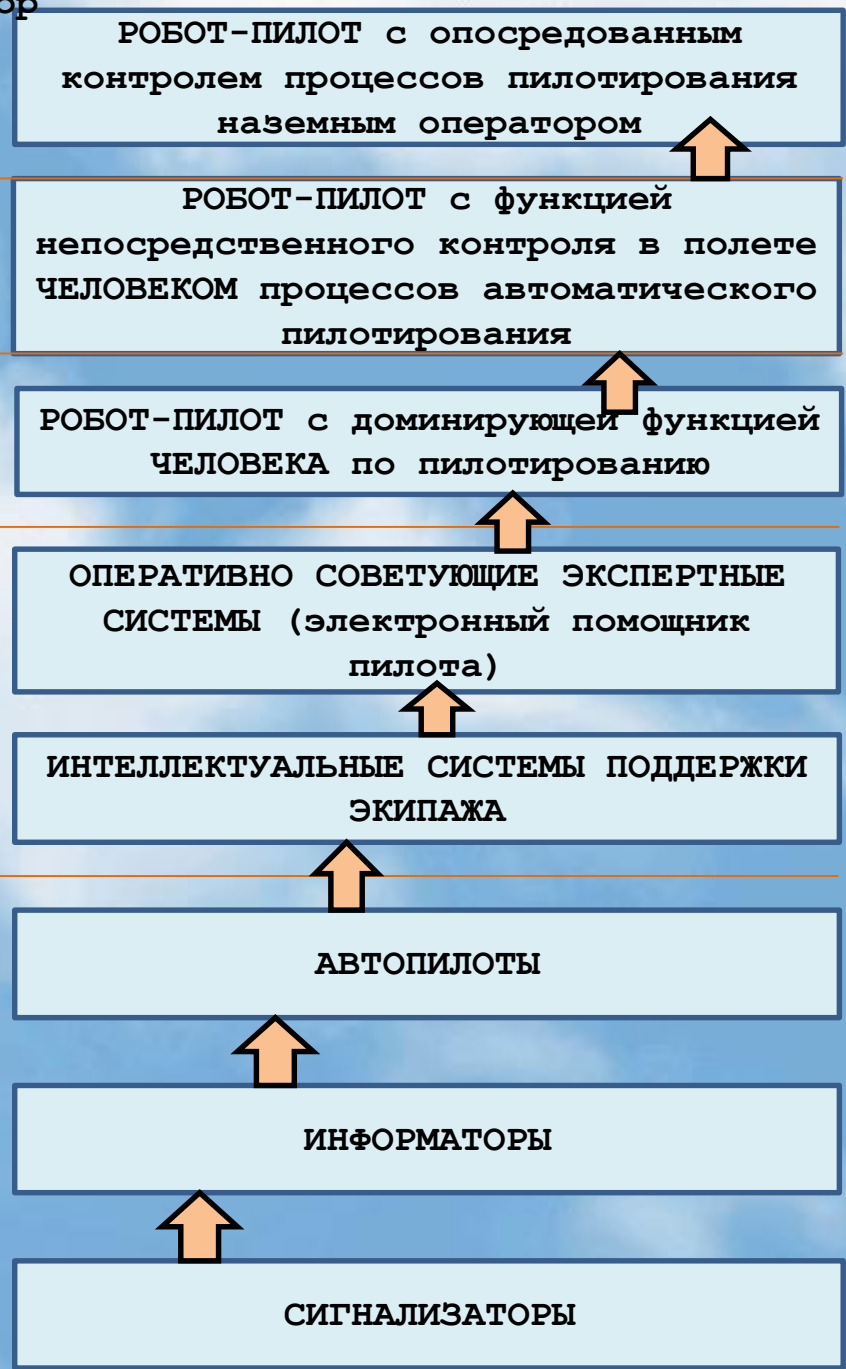 РОБОТ-ПИЛОТ с опосредованным
контролем процессов пилотирования
наземным оператором
РОБОТ-ПИЛОТ с функцией
непосредственного контроля в полете
ЧЕЛОВЕКОМ процессов автоматического
пилотирования
РОБОТ-ПИЛОТ с доминирующей функцией
ЧЕЛОВЕКА по пилотированию
ОПЕРАТИВНО СОВЕТУЮЩИЕ ЭКСПЕРТНЫЕ
СИСТЕМЫ (электронный помощник
пилота)
ИНТЕЛЛЕКТУАЛЬНЫЕ СИСТЕМЫ ПОДДЕРЖКИ
ЭКИПАЖА
АВТОПИЛОТЫ
ИНФОРМАТОРЫ
СИГНАЛИЗАТОРЫ